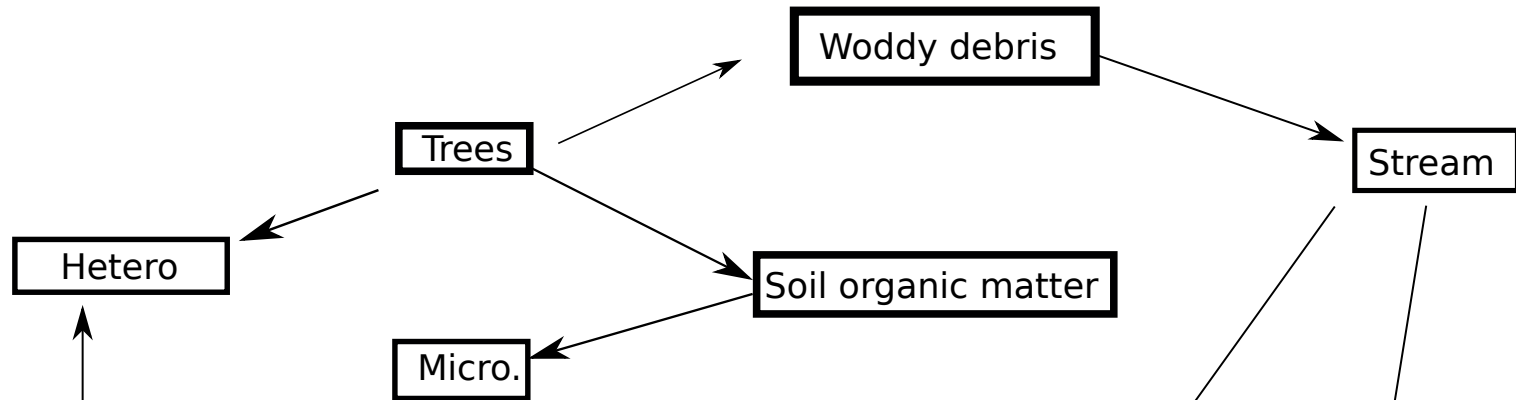 Woddy debris
Trees
Stream
Hetero
Soil organic matter
Micro.